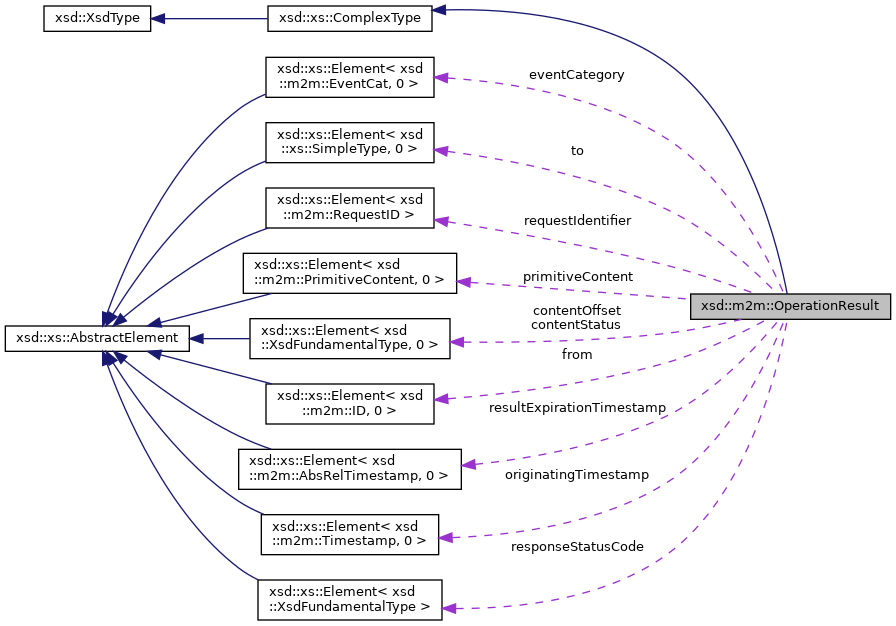 xsd::XsdType
xsd::xs::ComplexType
xsd::xs::Element< xsd
::m2m::EventCat, 0 >
eventCategory
xsd::xs::Element< xsd
::xs::SimpleType, 0 >
to
xsd::xs::Element< xsd
::m2m::RequestID >
requestIdentifier
xsd::xs::Element< xsd
::m2m::PrimitiveContent, 0 >
primitiveContent
xsd::m2m::OperationResult
xsd::xs::AbstractElement
xsd::xs::Element< xsd
::XsdFundamentalType, 0 >
contentOffset
contentStatus
from
xsd::xs::Element< xsd
::m2m::ID, 0 >
resultExpirationTimestamp
xsd::xs::Element< xsd
::m2m::AbsRelTimestamp, 0 >
originatingTimestamp
xsd::xs::Element< xsd
::m2m::Timestamp, 0 >
responseStatusCode
xsd::xs::Element< xsd
::XsdFundamentalType >